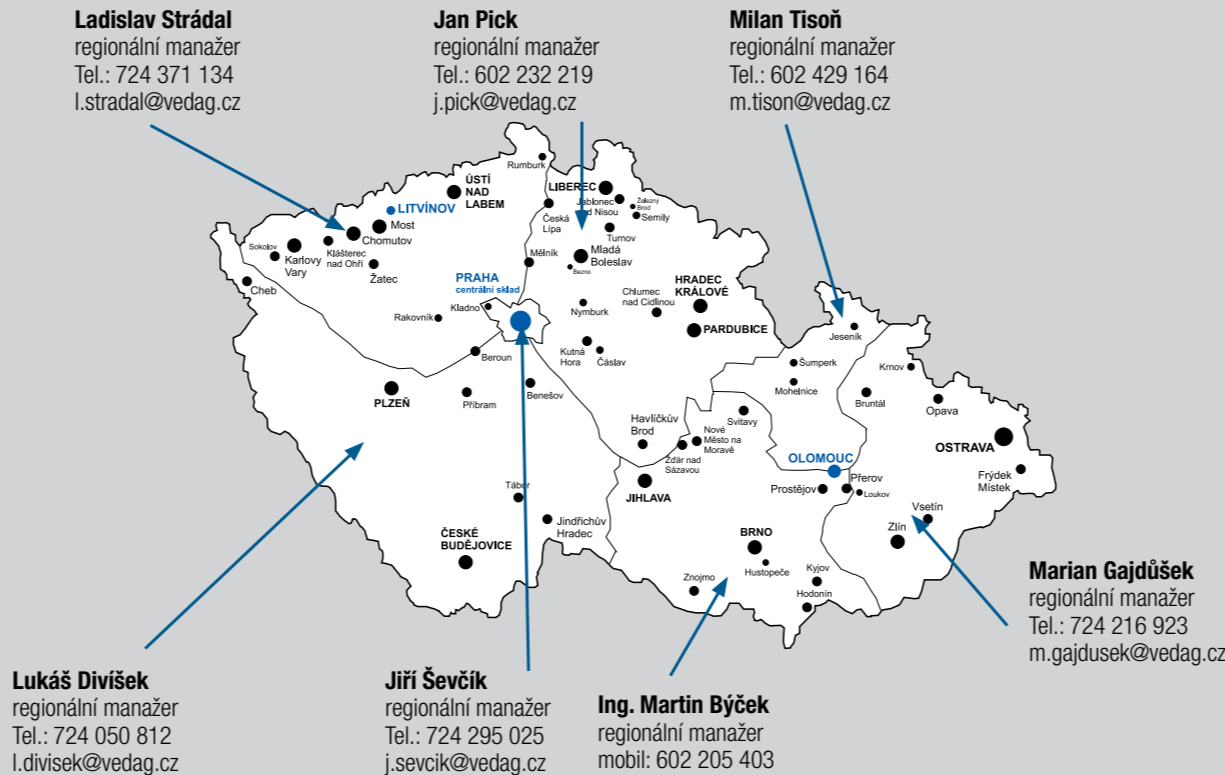 Ladislav Strádal
regionální manažer
Tel.: 724 371 134
l.stradal@vedag.cz
Jan Pick
regionální manažer
Tel.: 602 232 219
j.pick@vedag.cz
Milan Tisoň
regionální manažer
Tel.: 602 429 164
m.tison@vedag.cz
Rumburk
ÚSTÍ
NAD
LABEM
LITVÍNOV
Most
Chomutov
Klášterec
nad Ohří
Sokolov
Karlovy
Vary
Žatec
Cheb
LIBEREC
Jablonec
nad Nisou
Železný
Brod
Semily
Česká
Lípa
Turnov
Mělník
Mladá
Boleslav
Bezno
PRAHA
centrální sklad
Kladno
Rakovník
HRADEC
KRÁLOVÉ
Chlumec
nad Cidlinou
Nymburk
PARDUBICE
Kutná
Hora
Čáslav
Beroun
Benešov
PLZEŇ
Příbram
Jeseník
Šumperk
Mohelnice
Krnov
Bruntál
Opava
OSTRAVA
Frýdek
Místek
Svitavy
Havlíčkův
Brod
Nové
Město na
Moravě
Žďár nad
Sázavou
OLOMOUC
Prostějov
Přerov
Loukov
JIHLAVA
Tábor
Jindřichův
Hradec
ČESKÉ
BUDĚJOVICE
Vsetín
Zlín
BRNO
Hustopeče
Znojmo
Kyjov
Hodonín
Marian Gajdůšek
regionální manažer
Tel.: 724 216 923
m.gajdusek@vedag.cz
Lukáš Divíšek
regionální manažer
Tel.: 724 050 812
l.divisek@vedag.cz
Jiří Ševčík
regionální manažer
Tel.: 724 295 025
j.sevcik@vedag.cz
Ing. Martin Býček
regionální manažer
mobil: 602 205 403